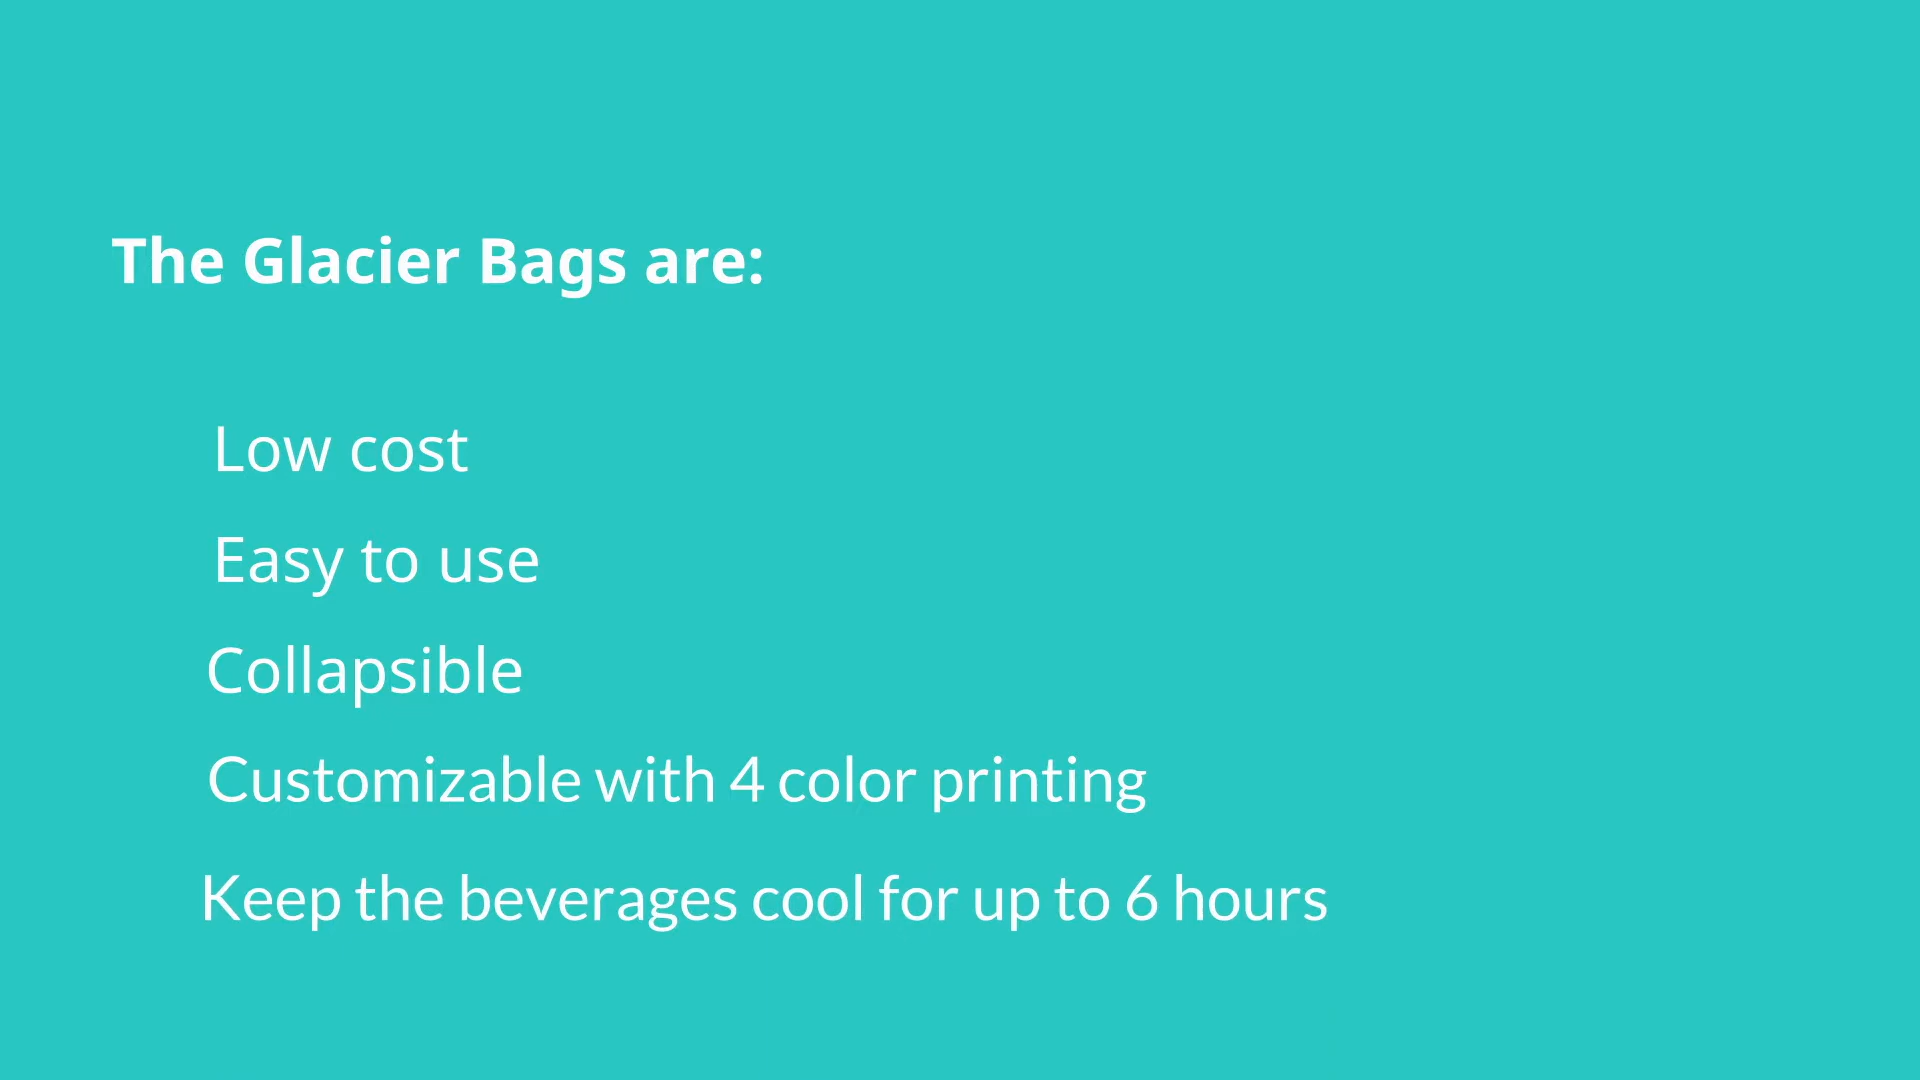 The Glacier Bags are:
Low cost
Easy to use
Collapsible
Customizable with 4 color printing
Keep the beverages cool for up to 6 hours